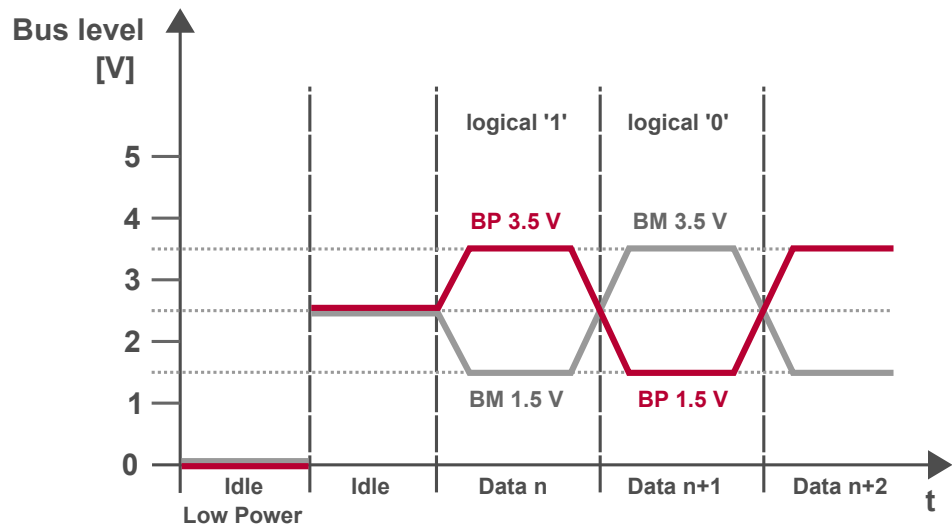 Bus level
[V]
logical '1'
logical '0'
5
4
3
2
1
0
BP 3.5 V
BM 3.5 V
BM 1.5 V
BP 1.5 V
Idle
Low Power
Idle
Data n
Data n+1
Data n+2
t